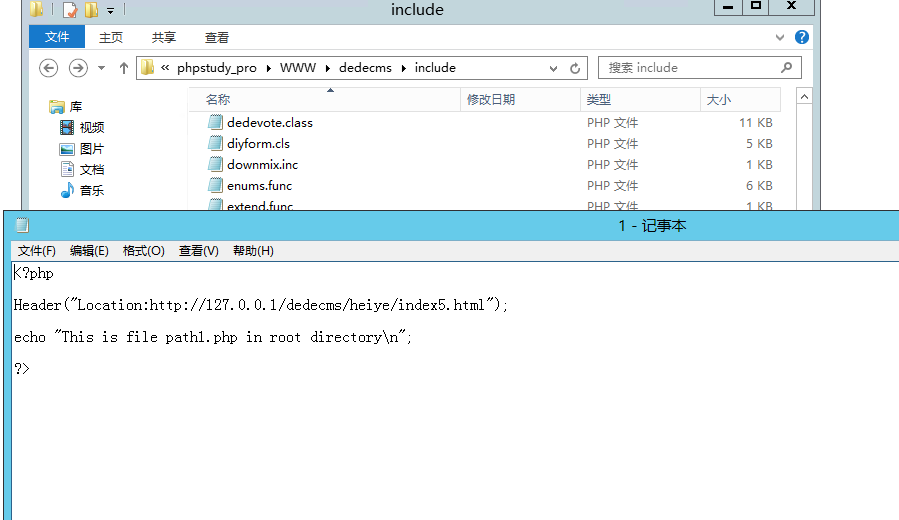 include
文件 主页 共享 查看
« phpstudy_pro WWW dedecms include 搜索 include
库
视频
图片
文档
音乐
名称 修改日期 类型 大小
dedevote.class PHP 文件 11 KB
diyform.cls PHP 文件 5 KB
downmix.inc PHP 文件 1 KB
enums.func PHP 文件 6 KB
extend.func PHP 文件 1 KB
1 - 记事本
文件(F) 编辑(E) 格式(O) 查看(V) 帮助(H)
<?php
Header("Location:http://127.0.0.1/dedecms/heiye/index5.html");
echo "This is file path1.php in root directory\n";
?>